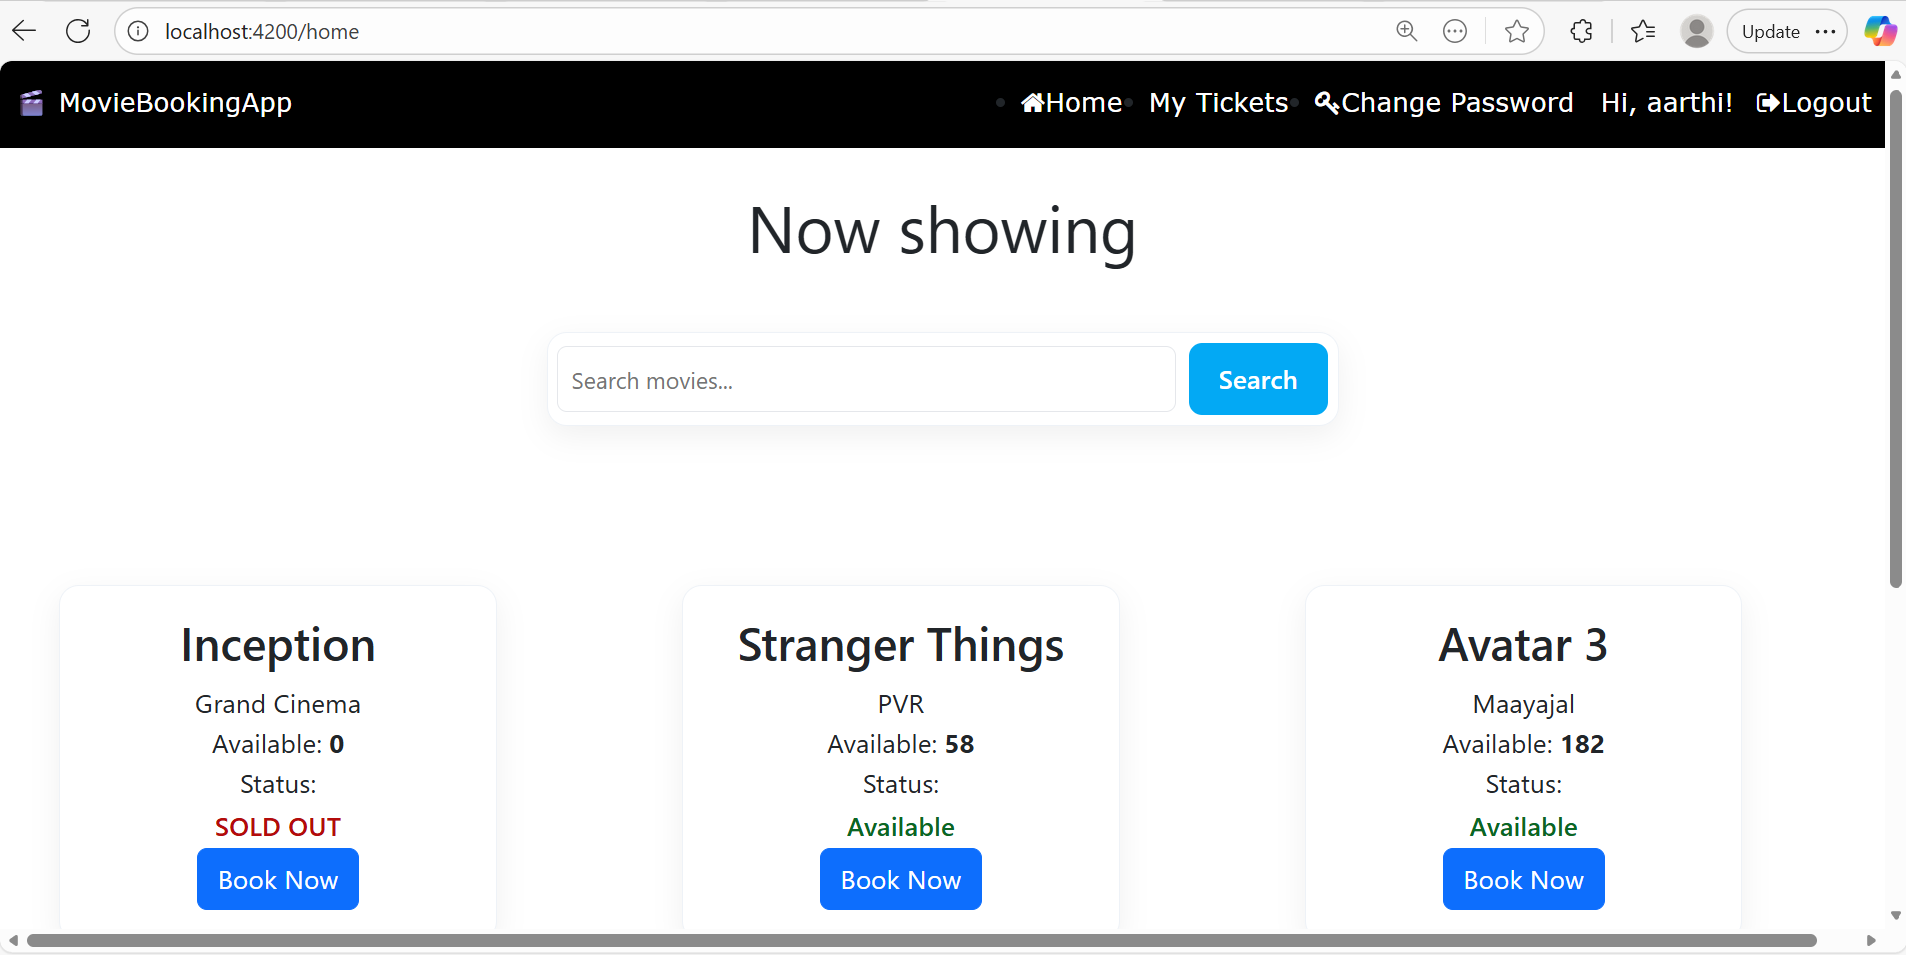 localhost:4200/home
Update
MovieBookingApp
Home My Tickets Change Password Hi, aarthi! Logout
Now showing
Search movies...
Search
Inception
Grand Cinema
Available: 0
Status:
SOLD OUT
Book Now
Stranger Things
PVR
Available: 58
Status:
Available
Book Now
Avatar 3
Maayajal
Available: 182
Status:
Available
Book Now